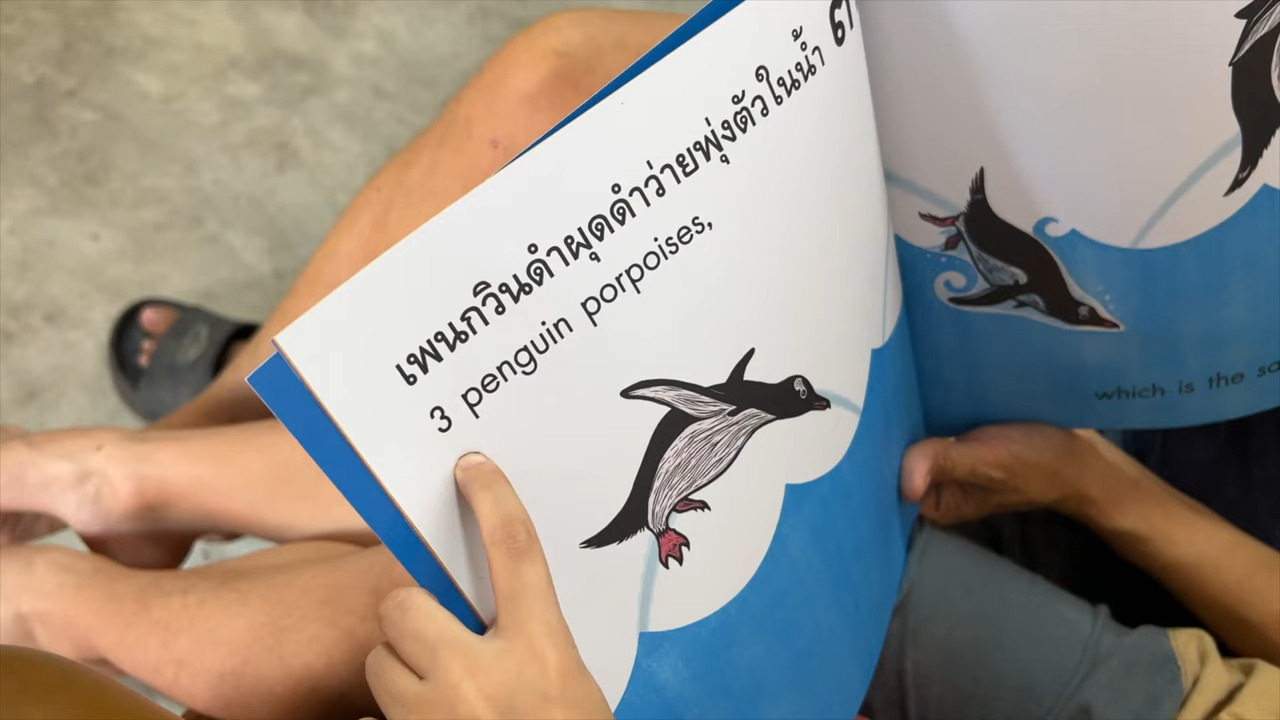 เพนกวินดำผุดดำว่ายพุ่งตัวในน้ำ ๓
3 penguin porpoises,
which is the